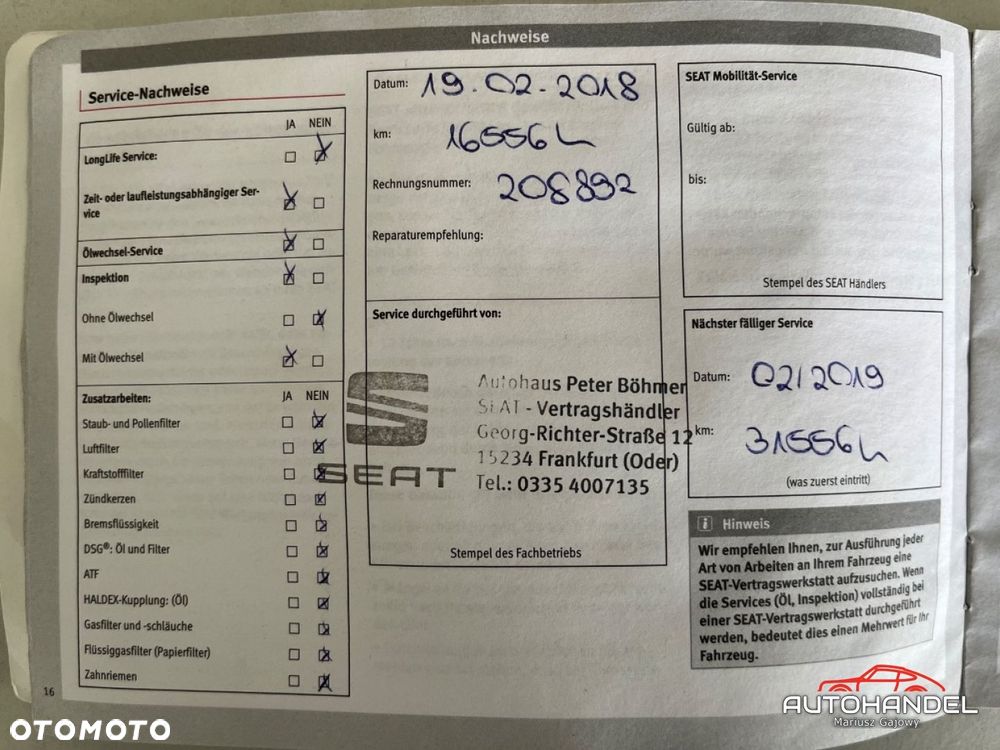 Nachweise
Service-Nachweise
JA NEIN
LongLife Service:
Zeit- oder laufleistungsabhängiger Ser-
vice
Ölwechsel-Service
Inspektion
Ohne Ölwechsel
Mit Ölwechsel
Zusatzarbeiten: JA NEIN
Staub- und Pollenfilter
Luftfilter
Kraftstofffilter
Zündkerzen
Bremsflüssigkeit
DSG®: Öl und Filter
ATF
HALDEX-Kupplung: (Öl)
Gasfilter und -schläuche
Flüssiggasfilter (Papierfilter)
Zahnriemen
16
Datum: 19.02.2018
km:
16556 L
Rechnungsnummer: 208892
Reparaturempfehlung:
Service durchgeführt von:
SEAT
Autohaus Peter Böhmer
SEAT - Vertragshändler
Georg-Richter-Straße 12
15234 Frankfurt (Oder)
Tel.: 0335 4007135
Stempel des Fachbetriebs
SEAT Mobilität-Service
Gültig ab:
bis:
Stempel des SEAT Händlers
Nächster fälliger Service
Datum: 02/2019
km: 31556
(was zuerst eintritt)
i Hinweis
Wir empfehlen Ihnen, zur Ausführung jeder
Art von Arbeiten an Ihrem Fahrzeug eine
SEAT-Vertragswerkstatt aufzusuchen. Wenn
die Services (Öl, Inspektion) vollständig bei
einer SEAT-Vertragswerkstatt durchgeführt
werden, bedeutet dies einen Mehrwert für Ihr
Fahrzeug.
OTOMOTO
AUTOHANDEL
Mariusz Gajowy